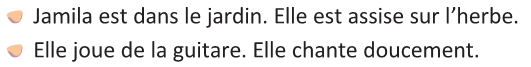 Jamila est dans le jardin. Elle est assise sur l’herbe.
Elle joue de la guitare. Elle chante doucement.